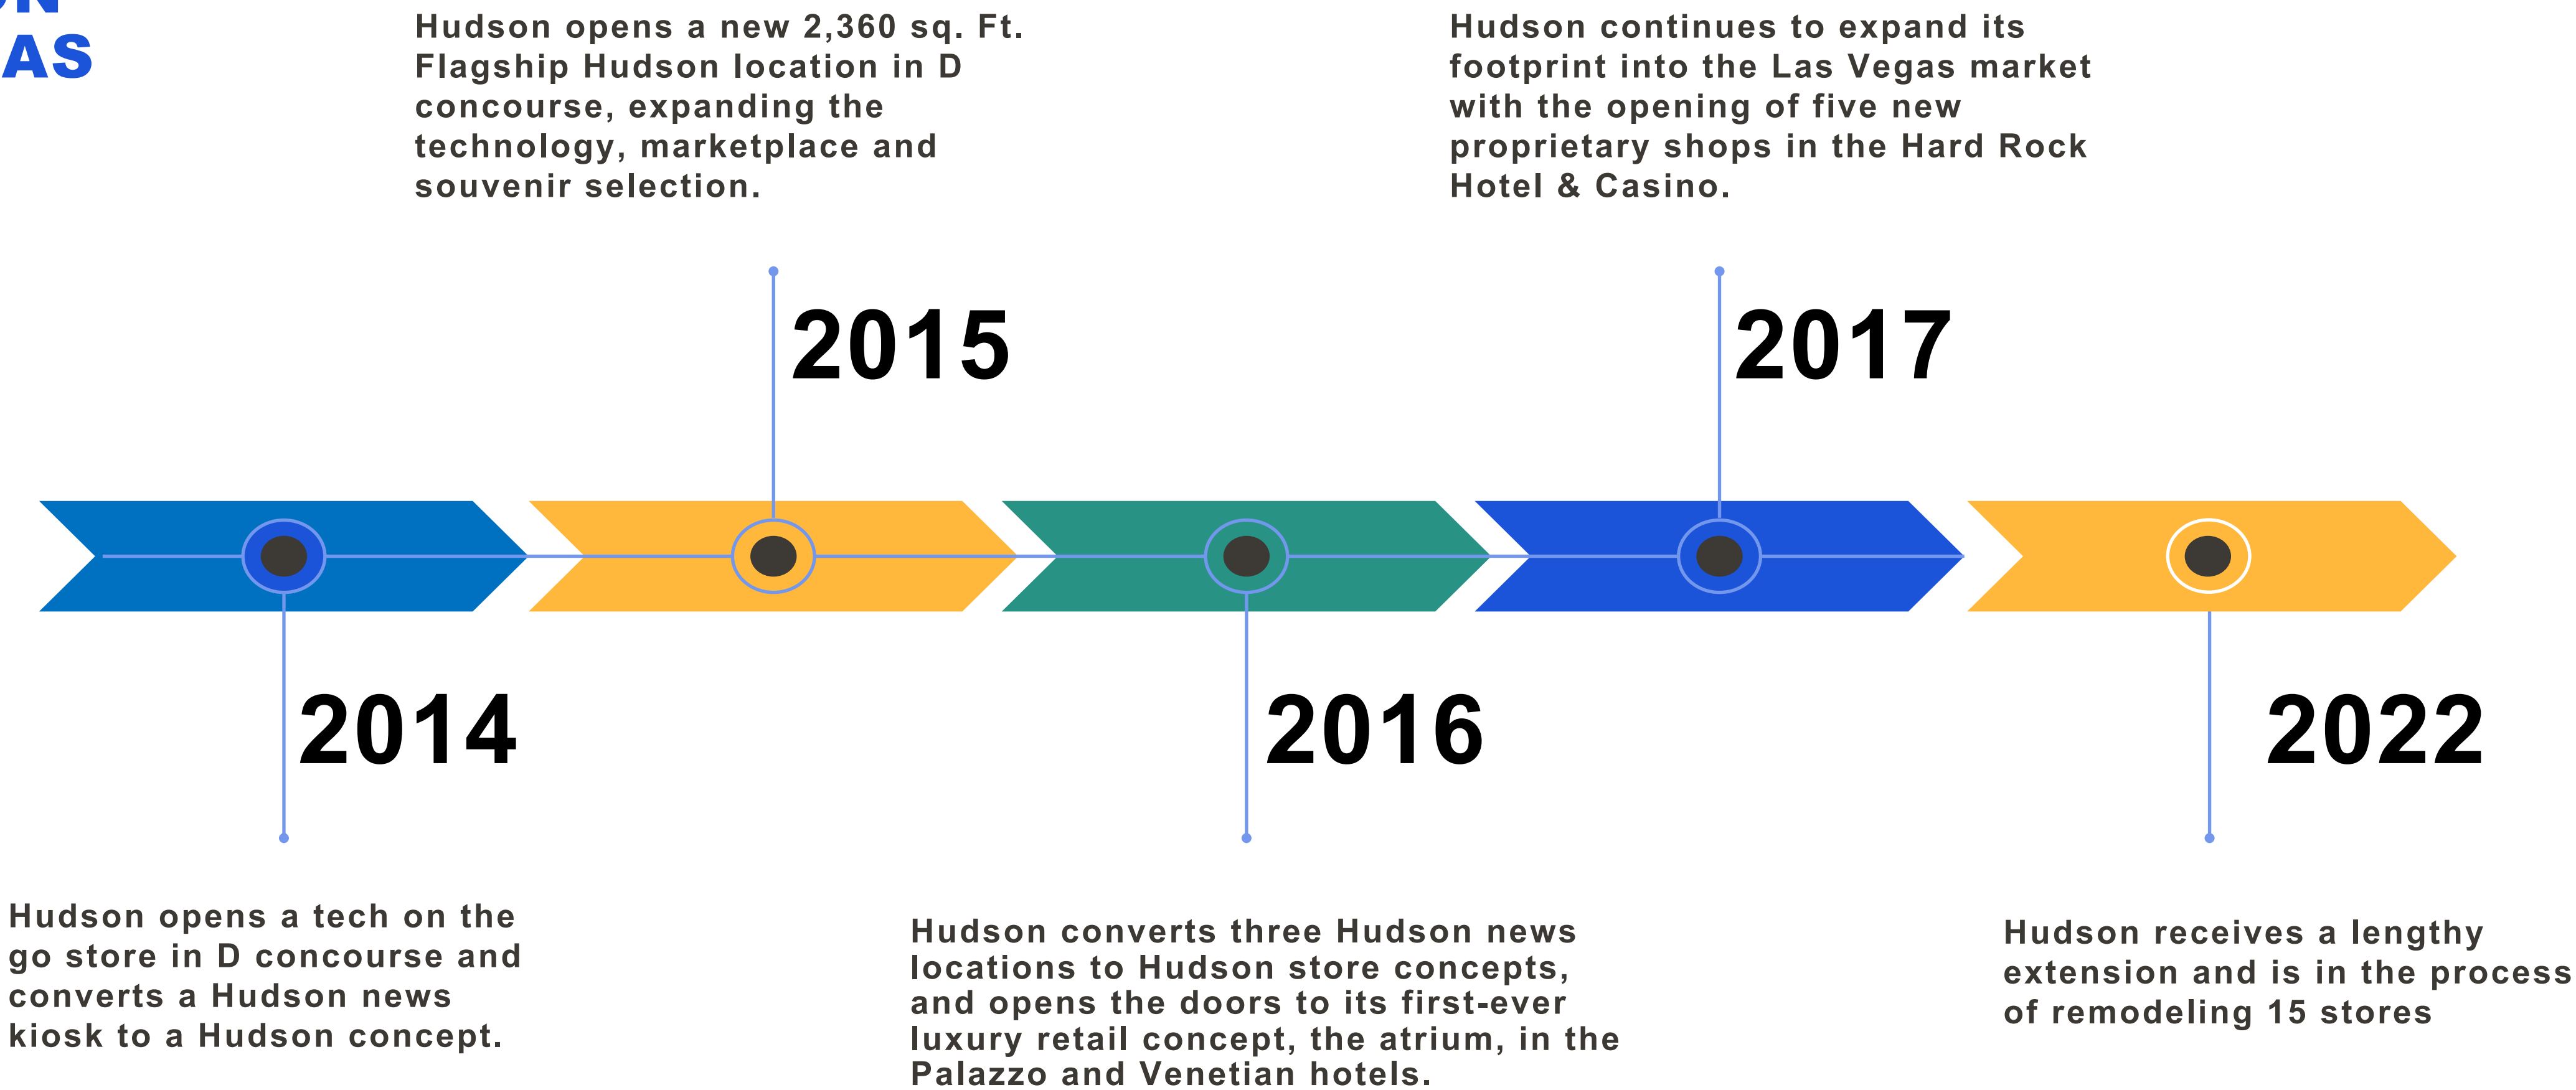 AS
Hudson opens a new 2,360 sq. Ft.
Flagship Hudson location in D
concourse, expanding the
technology, marketplace and
souvenir selection.
Hudson continues to expand its
footprint into the Las Vegas market
with the opening of five new
proprietary shops in the Hard Rock
Hotel & Casino.
2015
2017
2014
2016
2022
Hudson opens a tech on the
go store in D concourse and
converts a Hudson news
kiosk to a Hudson concept.
Hudson converts three Hudson news
locations to Hudson store concepts,
and opens the doors to its first-ever
luxury retail concept, the atrium, in the
Palazzo and Venetian hotels.
Hudson receives a lengthy
extension and is in the process
of remodeling 15 stores